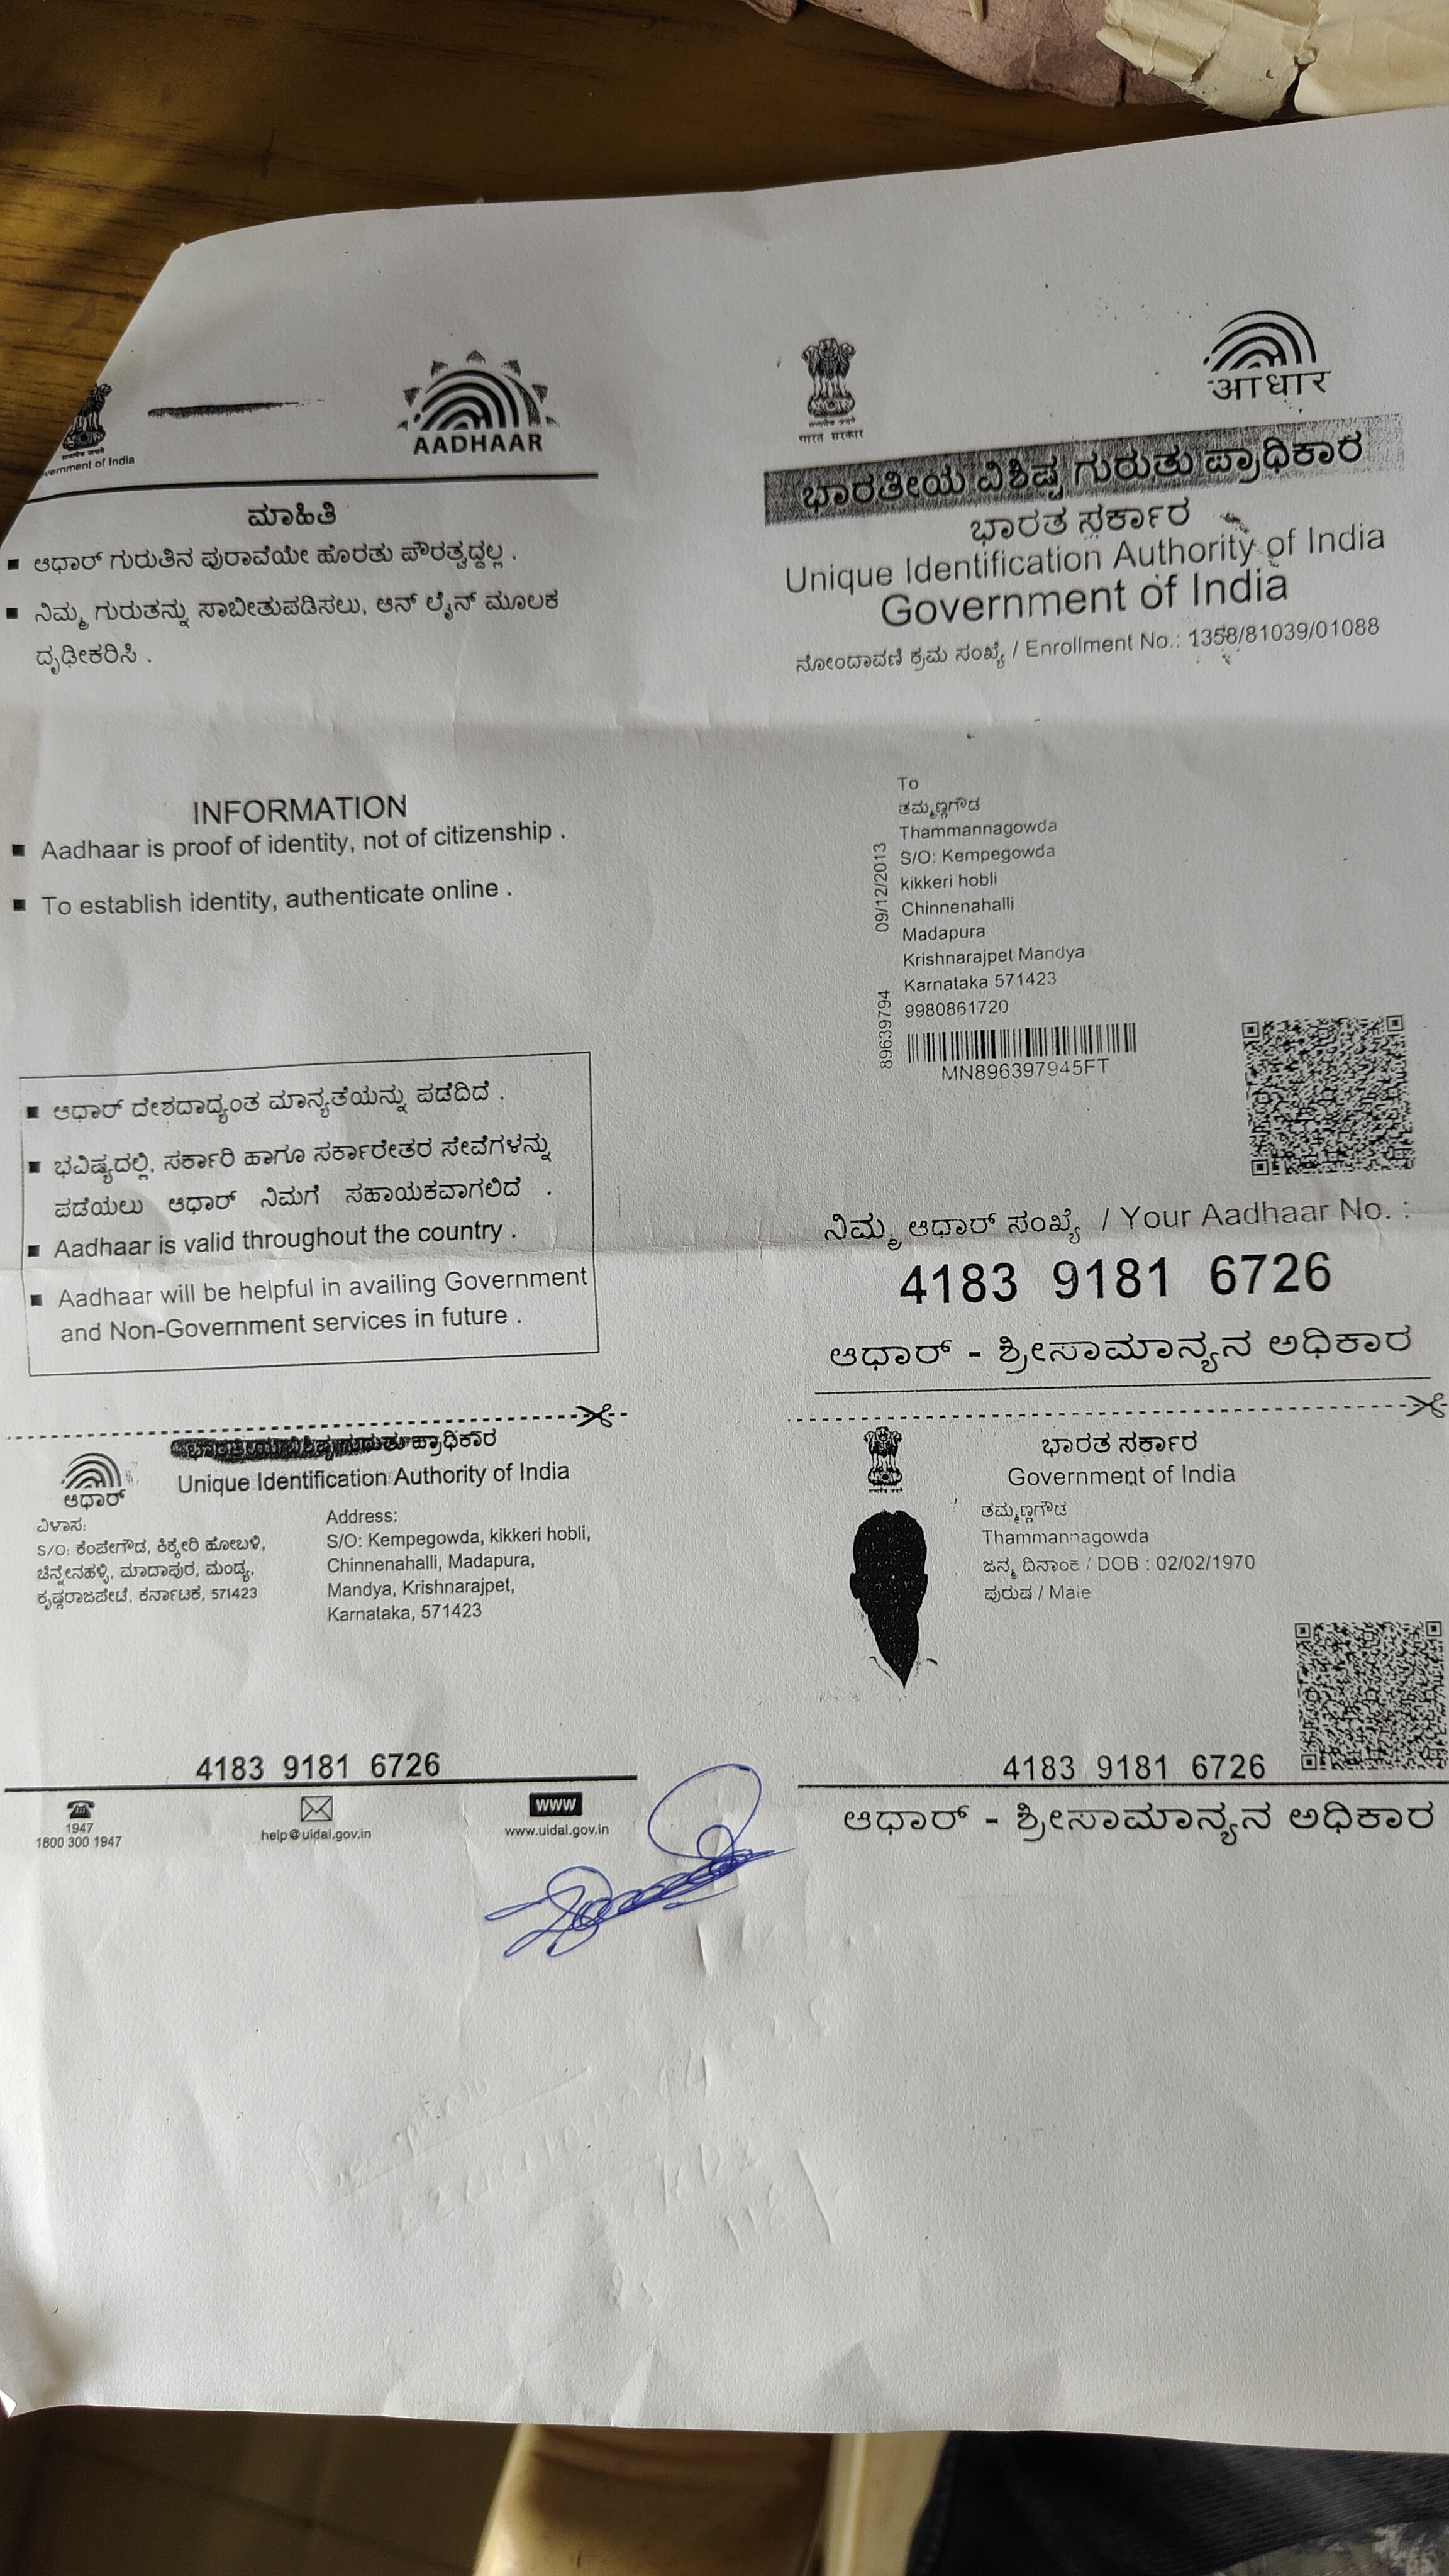 vernment of India
AADHAAR
ಮಾಹಿತಿ
ಆಧಾರ್ ಗುರುತಿನ ಪುರಾವೆಯೇ ಹೊರತು ಪೌರತ್ವದ್ದಲ್ಲ .
ನಿಮ್ಮ ಗುರುತನ್ನು ಸಾಬೀತುಪಡಿಸಲು, ಆನ್ ಲೈನ್ ಮೂಲಕ
ದೃಢೀಕರಿಸಿ .
INFORMATION
Aadhaar is proof of identity, not of citizenship .
To establish identity, authenticate online .
ಆಧಾರ್ ದೇಶದಾದ್ಯಂತ ಮಾನ್ಯತೆಯನ್ನು ಪಡೆದಿದೆ .
ಭವಿಷ್ಯದಲ್ಲಿ, ಸರ್ಕಾರಿ ಹಾಗೂ ಸರ್ಕಾರೇತರ ಸೇವೆಗಳನ್ನು
ಪಡೆಯಲು ಆಧಾರ್ ನಿಮಗೆ ಸಹಾಯಕವಾಗಲಿದೆ .
Aadhaar is valid throughout the country .
Aadhaar will be helpful in availing Government
and Non-Government services in future .
भारत सरकार
आधार
ಭಾರತೀಯ ವಿಶಿಷ್ಟ ಗುರುತು ಪ್ರಾಧಿಕಾರ
ಭಾರತ ಸರ್ಕಾರ
Unique Identification Authority of India
Government of India
ನೋಂದಾವಣಿ ಕ್ರಮ ಸಂಖ್ಯೆ / Enrollment No.: 1358/81039/01088
To
ತಮ್ಮಣ್ಣಗೌಡ
Thammannagowda
S/O: Kempegowda
kikkeri hobli
Chinnenahalli
Madapura
Krishnarajpet Mandya
Karnataka 571423
9980861720
09/12/2013
89639794
MN896397945FT
ನಿಮ್ಮ ಆಧಾರ್ ಸಂಖ್ಯೆ / Your Aadhaar No. :
4183 9181 6726
ಆಧಾರ್ - ಶ್ರೀಸಾಮಾನ್ಯನ ಅಧಿಕಾರ
ಭಾರತೀಯ ವಿಶಿಷ್ಟ ಗುರುತು ಪ್ರಾಧಿಕಾರ
Unique Identification Authority of India
ಆಧಾರ್
ವಿಳಾಸ:
S/O: ಕೆಂಪೇಗೌಡ, ಕಿಕ್ಕೇರಿ ಹೋಬಳಿ,
ಚಿನ್ನೇನಹಳ್ಳಿ, ಮಾದಾಪುರ, ಮಂಡ್ಯ,
ಕೃಷ್ಣರಾಜಪೇಟೆ, ಕರ್ನಾಟಕ, 571423
Address:
S/O: Kempegowda, kikkeri hobli,
Chinnenahalli, Madapura,
Mandya, Krishnarajpet,
Karnataka, 571423
4183 9181 6726
1947
1800 300 1947
help@uidai.gov.in
www
www.uidai.gov.in
ಭಾರತ ಸರ್ಕಾರ
Government of India
ತಮ್ಮಣ್ಣಗೌಡ
Thammannagowda
ಜನ್ಮ ದಿನಾಂಕ / DOB : 02/02/1970
ಪುರುಷ / Male
4183 9181 6726
ಆಧಾರ್ - ಶ್ರೀಸಾಮಾನ್ಯನ ಅಧಿಕಾರ